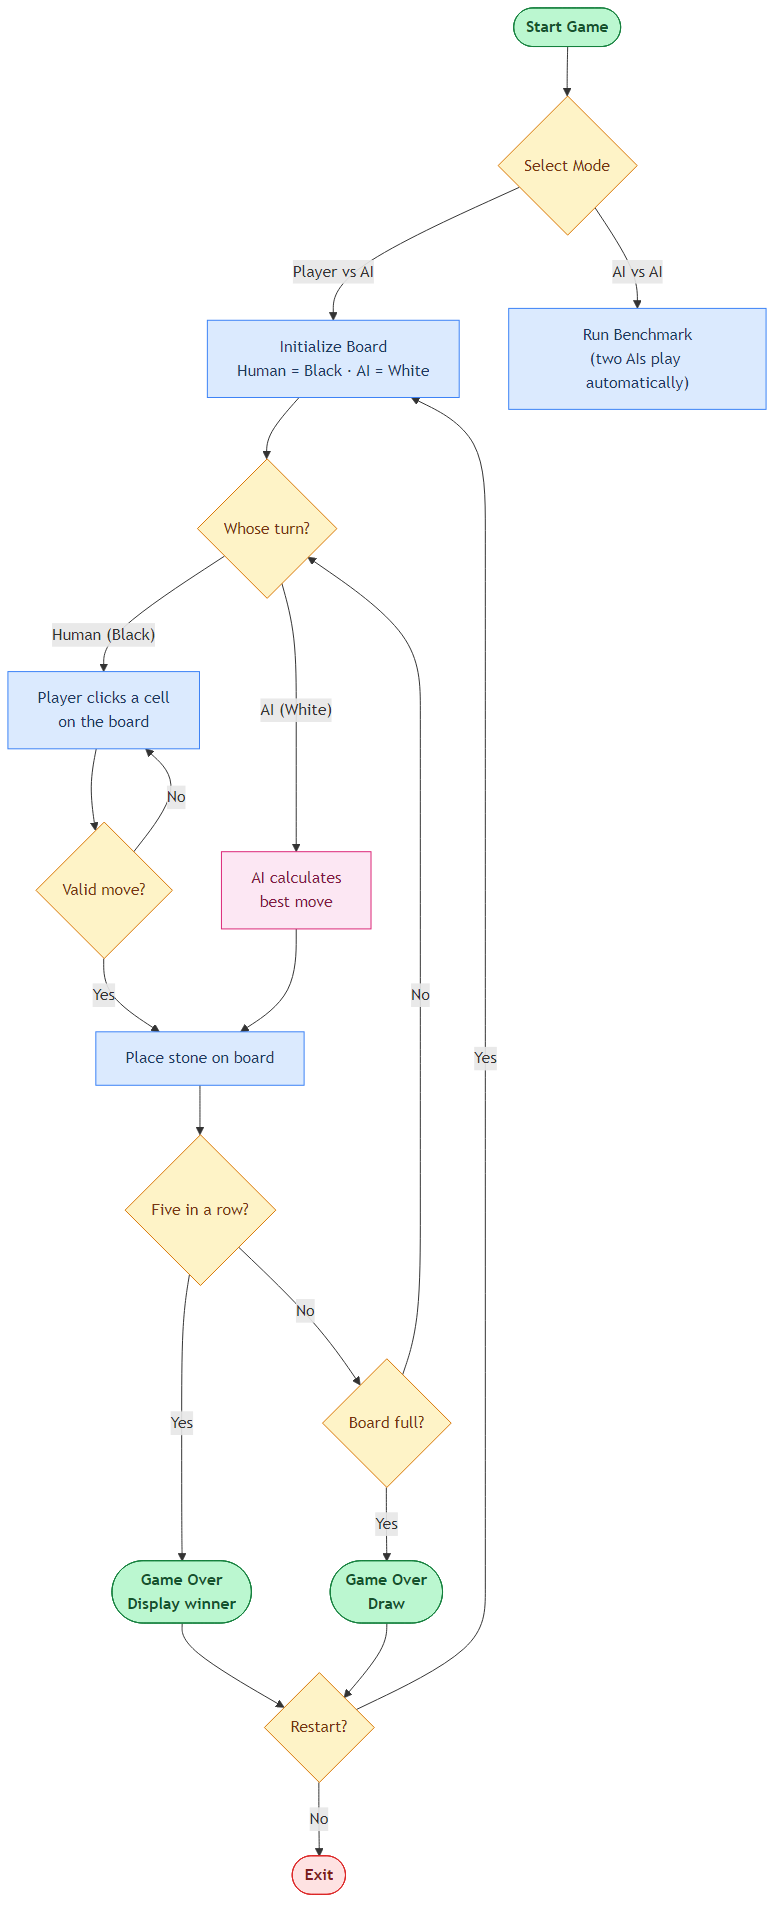 Start Game
Select Mode
Player vs AI
AI vs AI
Initialize Board
Human = Black · AI = White
Run Benchmark
(two AIs play
automatically)
Whose turn?
Human (Black)
Player clicks a cell
on the board
AI (White)
No
Valid move?
AI calculates
best move
Yes
No
Place stone on board
Yes
Five in a row?
No
Yes
Board full?
Yes
Game Over
Display winner
Game Over
Draw
Restart?
No
Exit